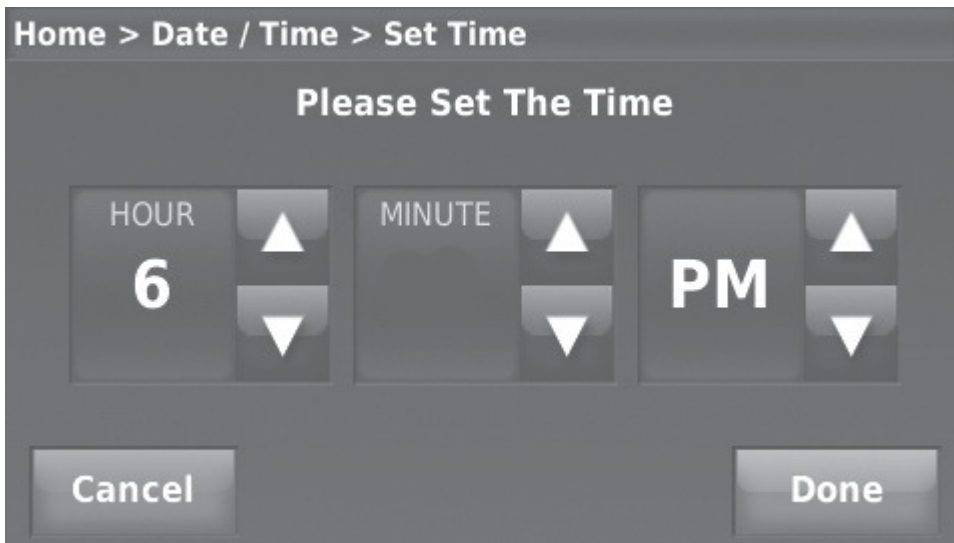 Home > Date / Time > Set Time
Please Set The Time
HOUR
MINUTE
6
PM
Cancel
Done